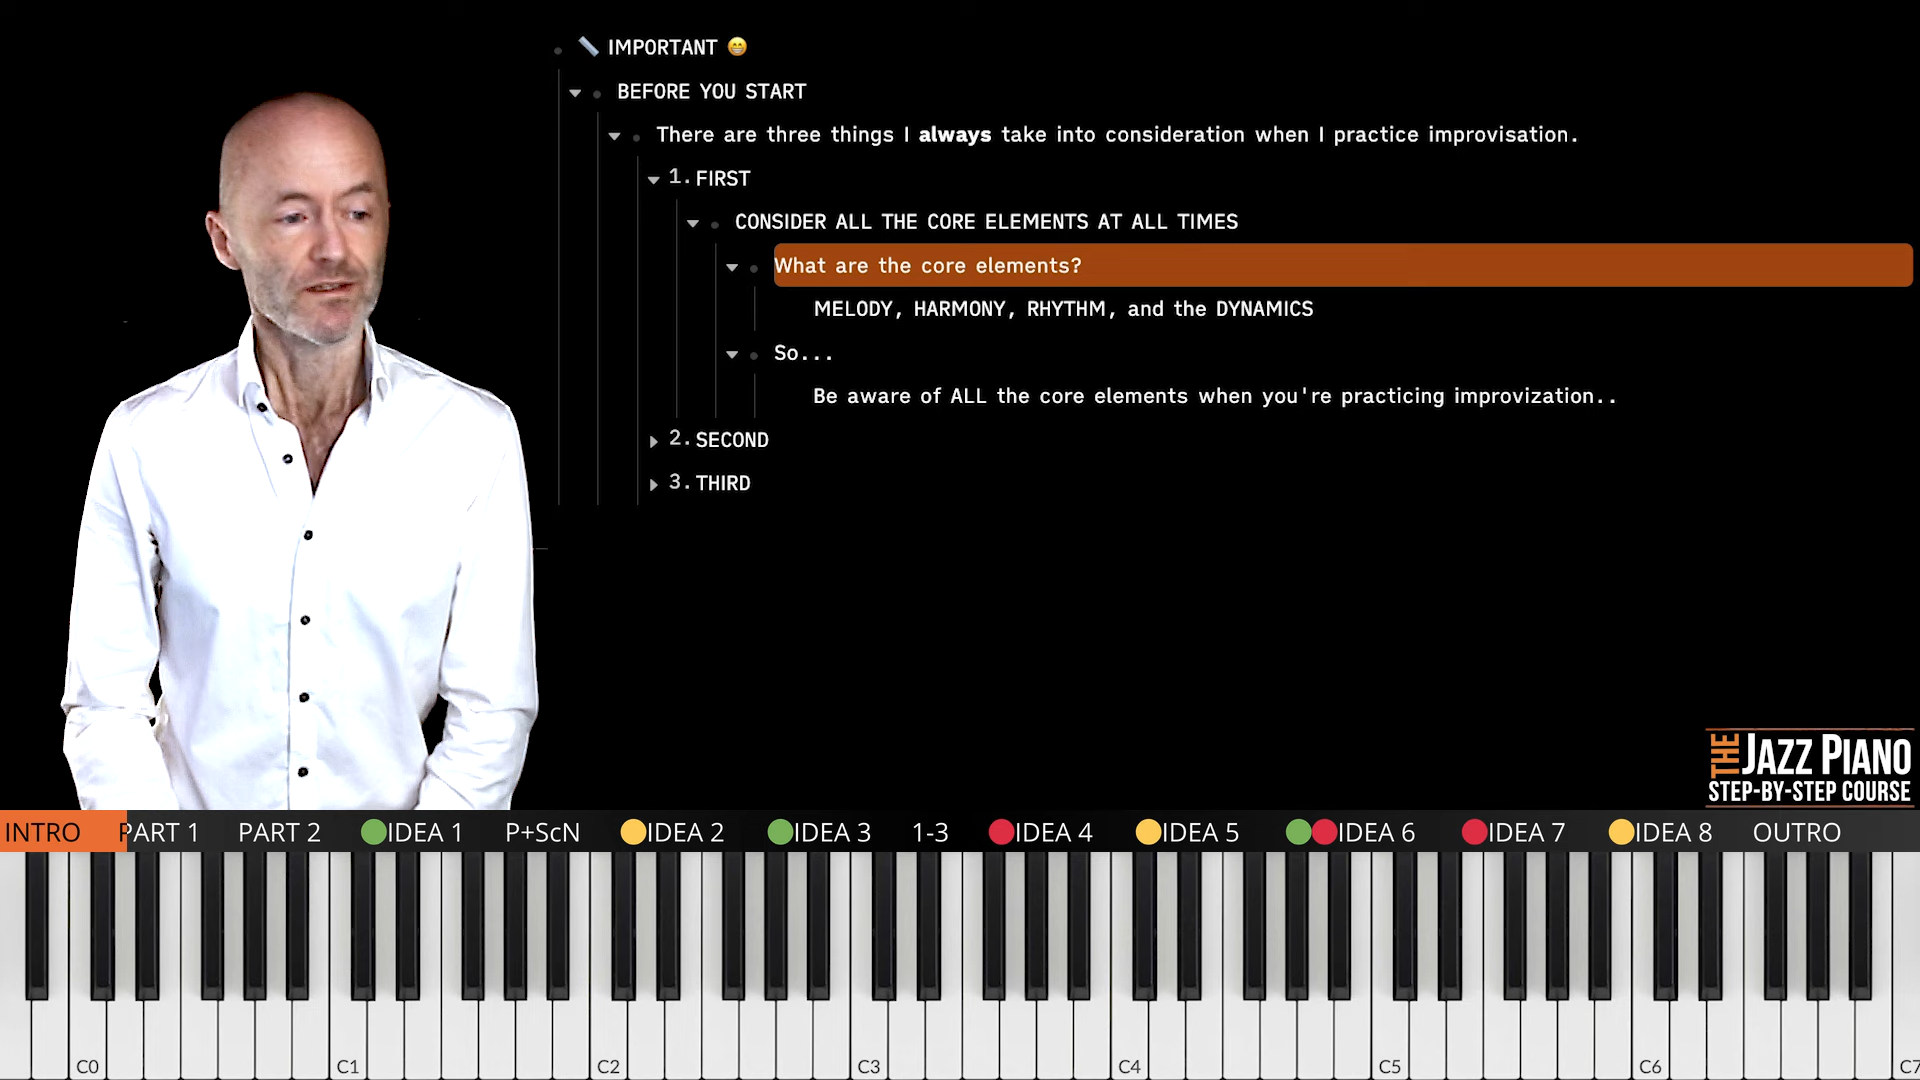 IMPORTANT
BEFORE YOU START
There are three things I always take into consideration when I practice improvisation.
1. FIRST
CONSIDER ALL THE CORE ELEMENTS AT ALL TIMES
What are the core elements?
MELODY, HARMONY, RHYTHM, and the DYNAMICS
So...
Be aware of ALL the core elements when you're practicing improvization..
2. SECOND
3. THIRD
THE JAZZ PIANO
STEP-BY-STEP COURSE
INTRO PART 1 PART 2 IDEA 1 P+ScN IDEA 2 IDEA 3 1-3 IDEA 4 IDEA 5 IDEA 6 IDEA 7 IDEA 8 OUTRO
C0 C1 C2 C3 C4 C5 C6 C7